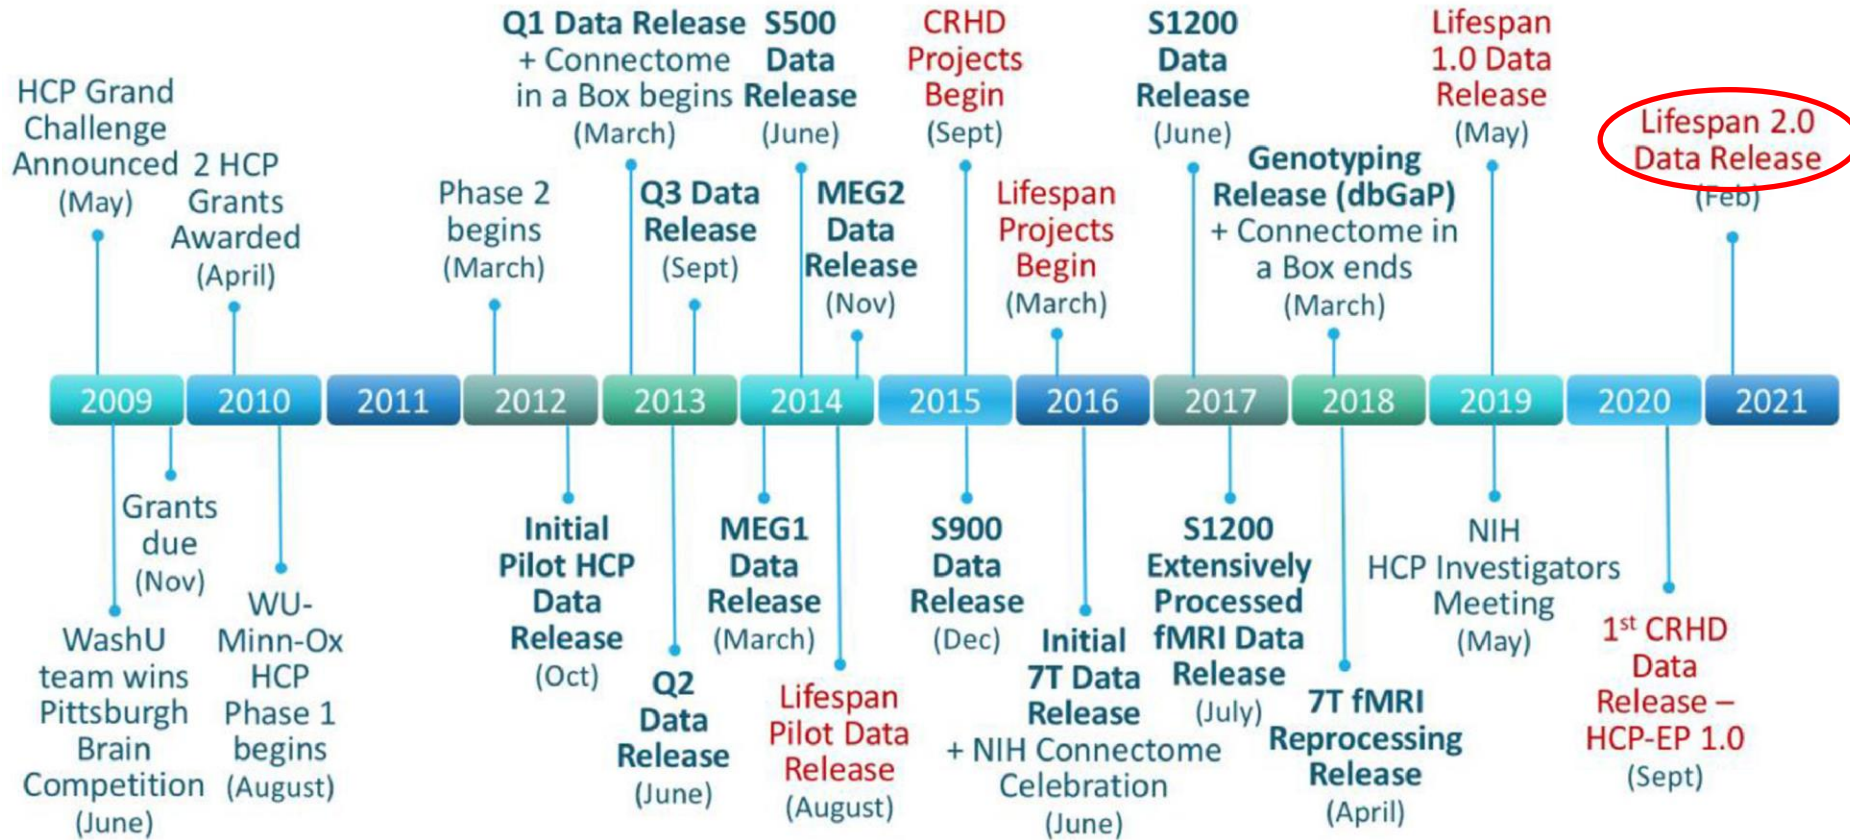 HCP Grand
Challenge
Announced
(May)
2 HCP
Grants
Awarded
(April)
Phase 2
begins
(March)
Q1 Data Release
+ Connectome
in a Box begins
(March)
Q3 Data
Release
(Sept)
S500
Data
Release
(June)
MEG2
Data
Release
(Nov)
CRHD
Projects
Begin
(Sept)
Lifespan
Projects
Begin
(March)
S1200
Data
Release
(June)
Genotyping
Release (dbGaP)
+ Connectome in
a Box ends
(March)
Lifespan
1.0 Data
Release
(May)
Lifespan 2.0
Data Release
(Feb)
2009 2010 2011 2012 2013 2014 2015 2016 2017 2018 2019 2020 2021
WashU
team wins
Pittsburgh
Brain
Competition
(June)
Grants
due
(Nov)
WU-
Minn-Ox
HCP
Phase 1
begins
(August)
Initial
Pilot HCP
Data
Release
(Oct)
Q2
Data
Release
(June)
MEG1
Data
Release
(March)
Lifespan
Pilot Data
Release
(August)
S900
Data
Release
(Dec)
Initial
7T Data
Release
+ NIH Connectome
Celebration
(June)
S1200
Extensively
Processed
fMRI Data
Release
(July)
7T fMRI
Reprocessing
Release
(April)
NIH
HCP Investigators
Meeting
(May)
1st CRHD
Data
Release –
HCP-EP 1.0
(Sept)